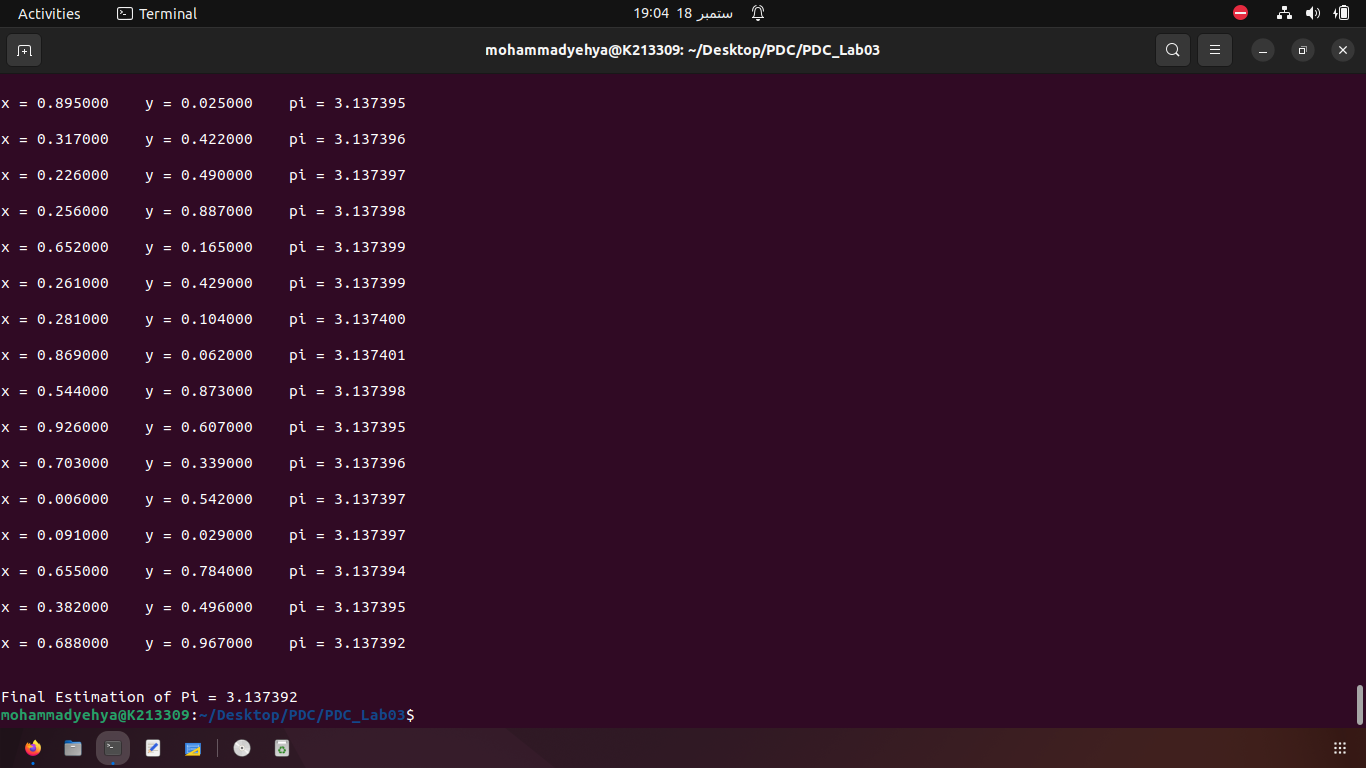 Activities Terminal 19:04 18 ستمبر
mohammadyehya@K213309: ~/Desktop/PDC/PDC_Lab03
x = 0.895000    y = 0.025000    pi = 3.137395
x = 0.317000    y = 0.422000    pi = 3.137396
x = 0.226000    y = 0.490000    pi = 3.137397
x = 0.256000    y = 0.887000    pi = 3.137398
x = 0.652000    y = 0.165000    pi = 3.137399
x = 0.261000    y = 0.429000    pi = 3.137399
x = 0.281000    y = 0.104000    pi = 3.137400
x = 0.869000    y = 0.062000    pi = 3.137401
x = 0.544000    y = 0.873000    pi = 3.137398
x = 0.926000    y = 0.607000    pi = 3.137395
x = 0.703000    y = 0.339000    pi = 3.137396
x = 0.006000    y = 0.542000    pi = 3.137397
x = 0.091000    y = 0.029000    pi = 3.137397
x = 0.655000    y = 0.784000    pi = 3.137394
x = 0.382000    y = 0.496000    pi = 3.137395
x = 0.688000    y = 0.967000    pi = 3.137392
Final Estimation of Pi = 3.137392
mohammadyehya@K213309:~/Desktop/PDC/PDC_Lab03$